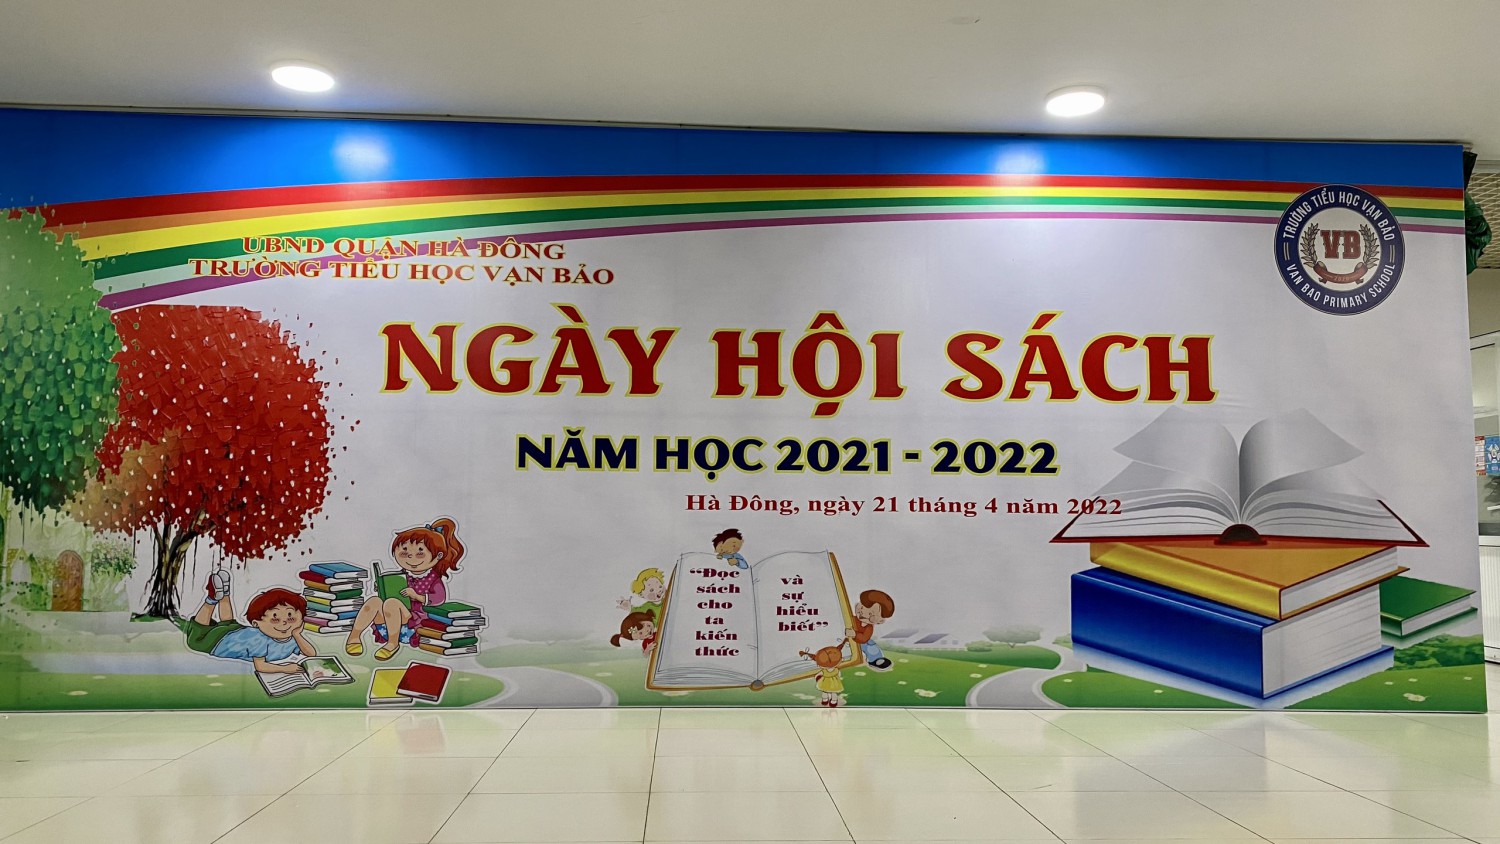 UBND QUẬN HÀ ĐÔNG
TRƯỜNG TIỂU HỌC VẠN BẢO
TRƯỜNG TIỂU HỌC VẠN BẢO
VB
2020
VAN BAO PRIMARY SCHOOL
NGÀY HỘI SÁCH
NĂM HỌC 2021 - 2022
Hà Đông, ngày 21 tháng 4 năm 2022
“Đọc
sách
cho
ta
kiến
thức
và
sự
hiểu
biết”